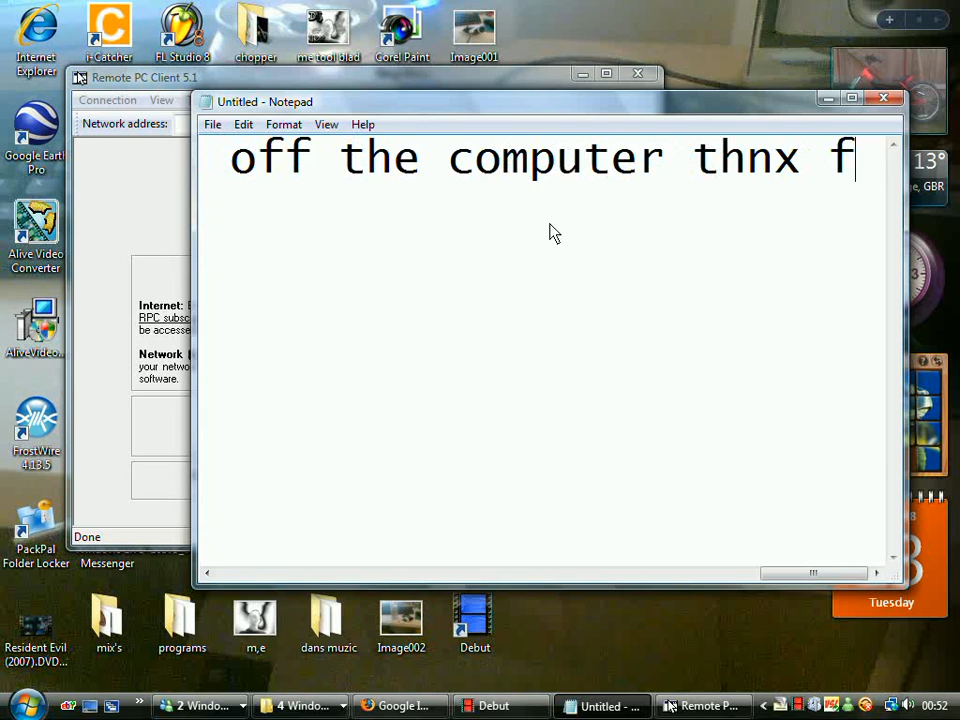 Internet
Explorer
i-Catcher
FL Studio 8
chopper
me tool blad
Corel Paint
Image001
Remote PC Client 5.1
Connection View
Network address:
Untitled - Notepad
File Edit Format View Help
off the computer thnx f
Google Earth
Pro
13°
GBR
Alive Video
Converter
Internet:
RPC subsc
be accesse
Network
your netwo
software.
AliveVideo...
FrostWire
4.13.5
Done
PackPal
Folder Locker
Messenger
Tuesday
Resident Evil
(2007).DVD...
mix's
programs
m,e
dans muzic
Image002
Debut
2 Windo...
4 Windo...
Google I...
Debut
Untitled - ...
Remote P...
00:52